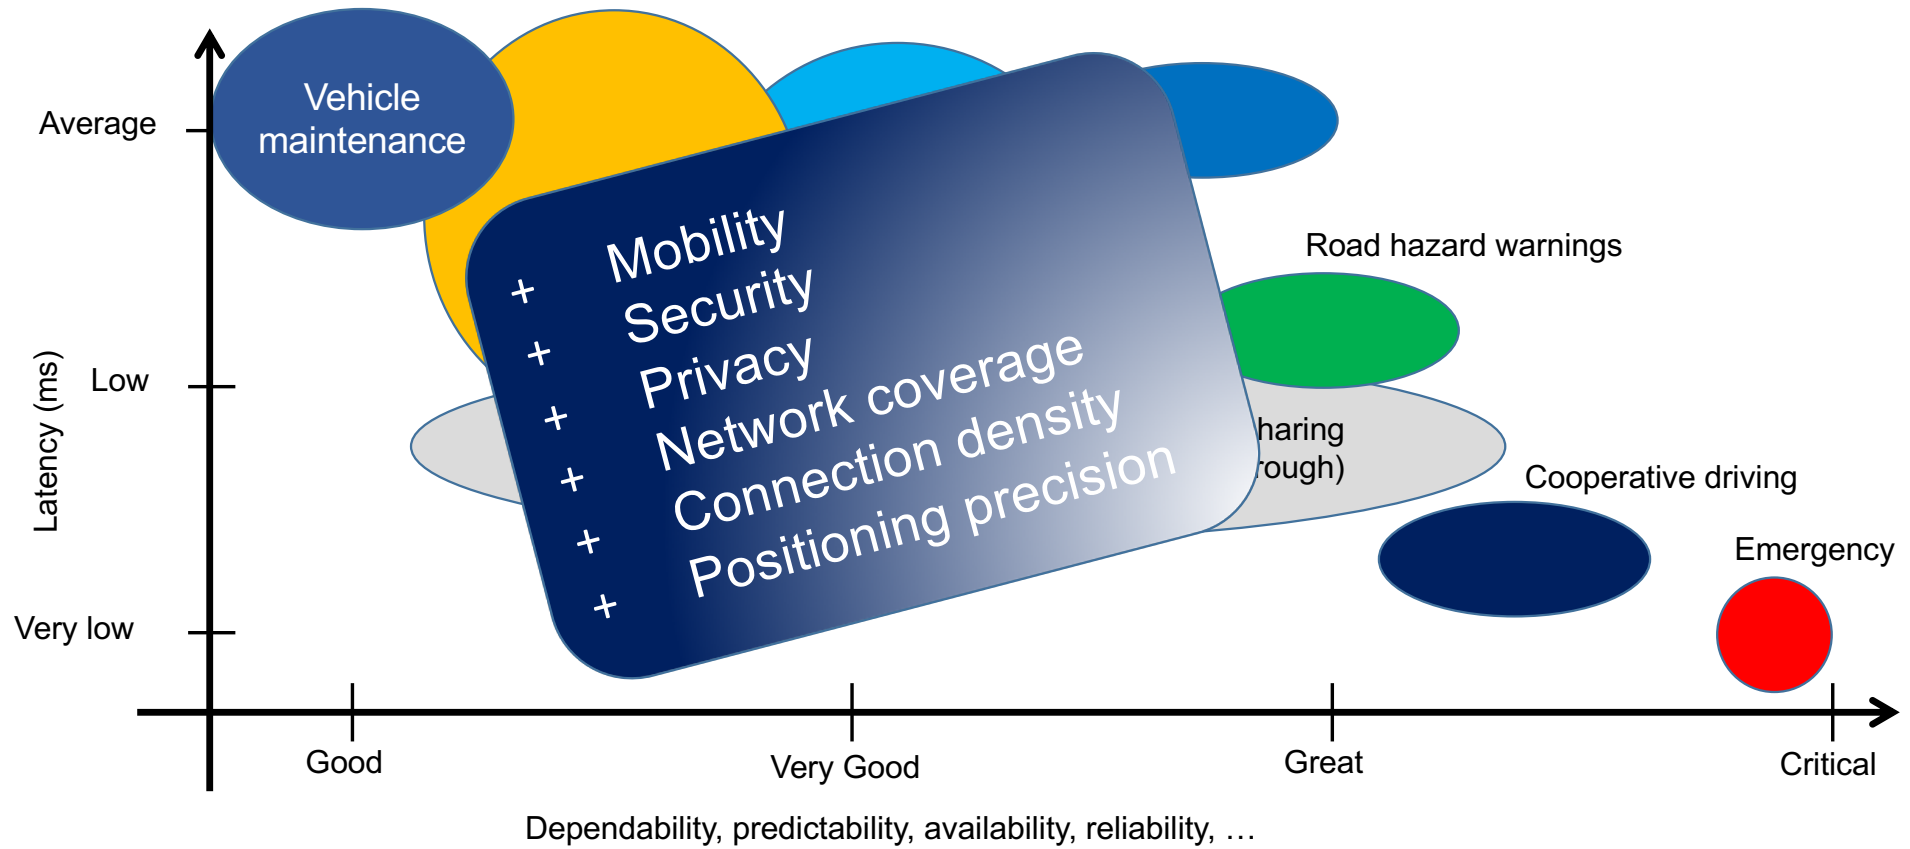 Vehicle
maintenance
Average
Road hazard warnings
Latency (ms)
Low
+ Mobility
+ Security
+ Privacy
+ Network coverage
+ Connection density
+ Positioning precision
haring
rough)
Cooperative driving
Emergency
Very low
Good
Very Good
Great
Critical
Dependability, predictability, availability, reliability, …